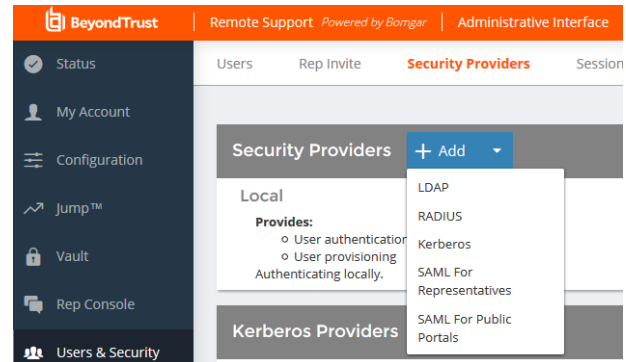 BeyondTrust
Remote Support Powered by Bomgar
Administrative Interface
Status
Users
Rep Invite
Security Providers
Session
My Account
Security Providers
+ Add
Configuration
LDAP
Local
RADIUS
Jump™
Provides:
User authentication
Kerberos
User provisioning
Vault
Authenticating locally.
SAML For
Representatives
Rep Console
SAML For Public
Portals
Kerberos Providers
Users & Security